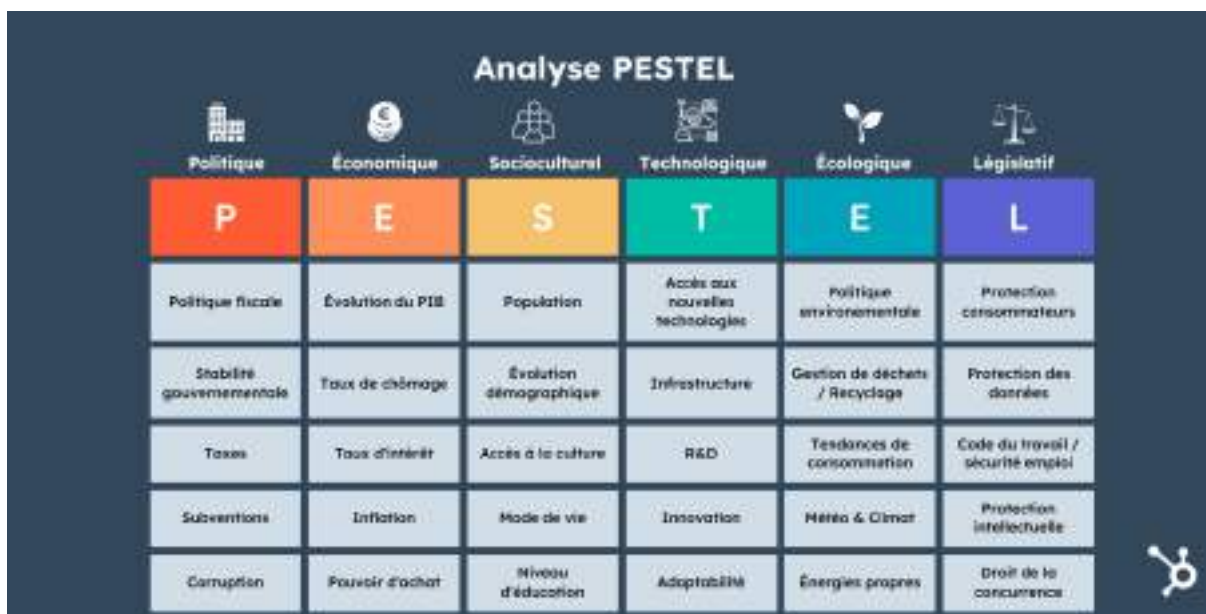 Analyse PESTEL
Politique
Économique
Socioculturel
Technologique
Écologique
Législatif
P
E
S
T
E
L
Politique fiscale
Évolution du PIB
Population
Accès aux
nouvelles
technologies
Politique
environementale
Protection
consommateurs
Stabilité
gouvernementale
Taux de chômage
Évolution
démographique
Infrastructure
Gestion de déchets
/ Recyclage
Protection des
données
Taxes
Taux d'intérêt
Accès à la culture
R&D
Tendances de
consommation
Code du travail /
sécurité emploi
Subventions
Inflation
Mode de vie
Innovation
Météo & Climat
Protection
intellectuelle
Corruption
Pouvoir d'achat
Niveau
d'éducation
Adaptabilité
Énergies propres
Droit de la
concurrence